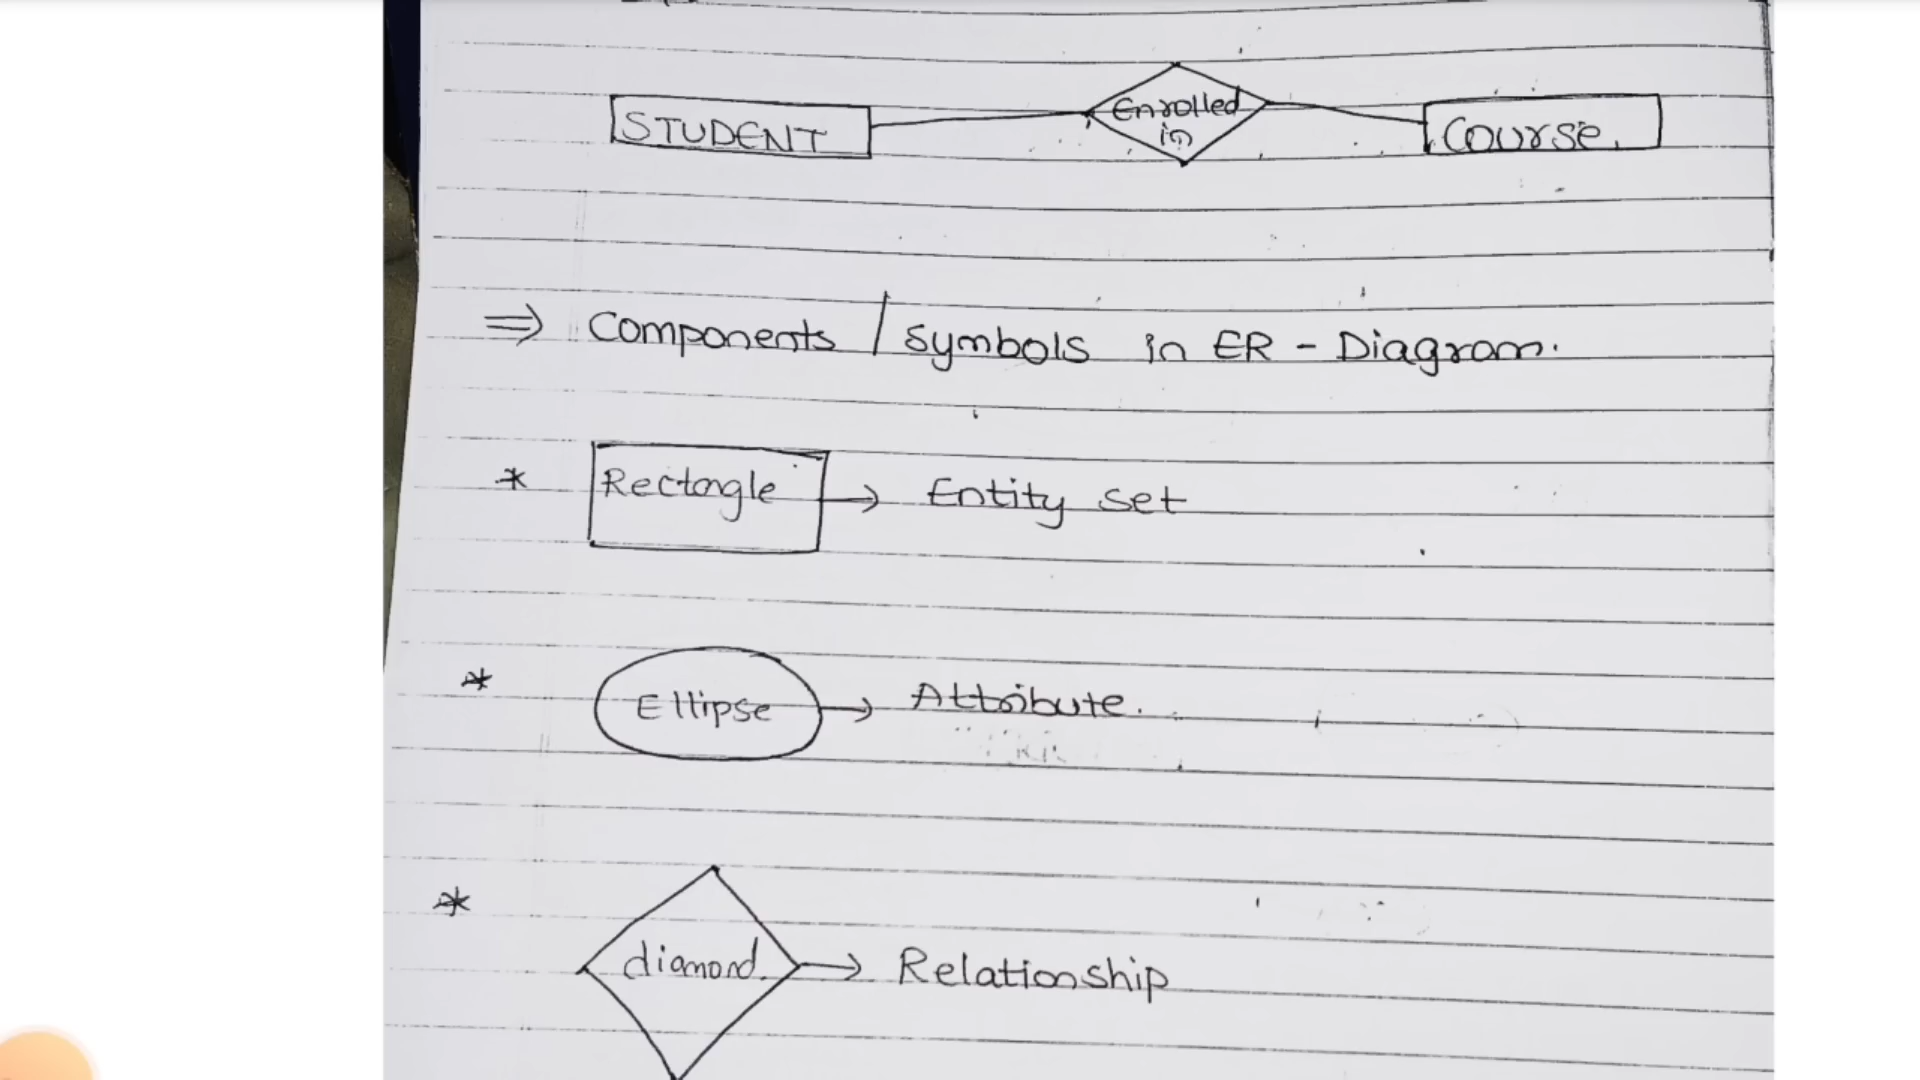 STUDENT Enrolled in Course.
⇒ Components / Symbols in ER - Diagram.
* Rectangle → Entity set
* Ellipse → Attribute.
* diamond. → Relationship